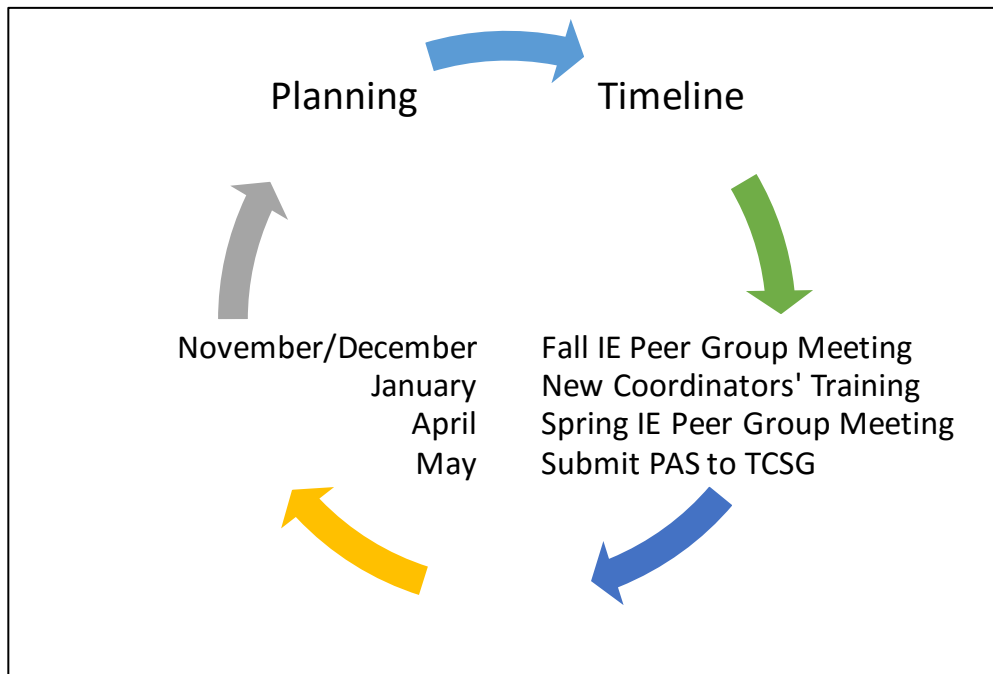 Planning Timeline
November/December Fall IE Peer Group Meeting
January New Coordinators' Training
April Spring IE Peer Group Meeting
May Submit PAS to TCSG